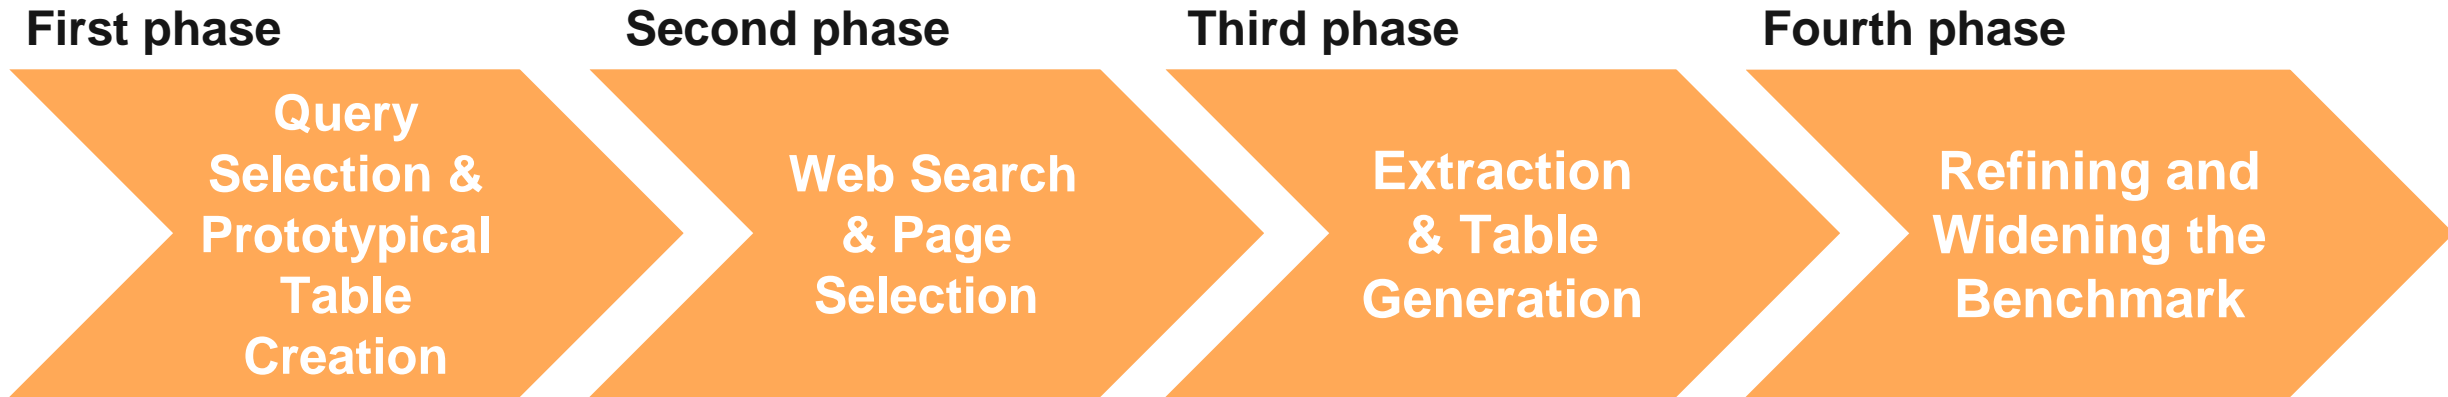 First phase
Second phase
Third phase
Fourth phase
Query
Selection &
Prototypical
Table
Creation
Web Search
& Page
Selection
Extraction
& Table
Generation
Refining and
Widening the
Benchmark